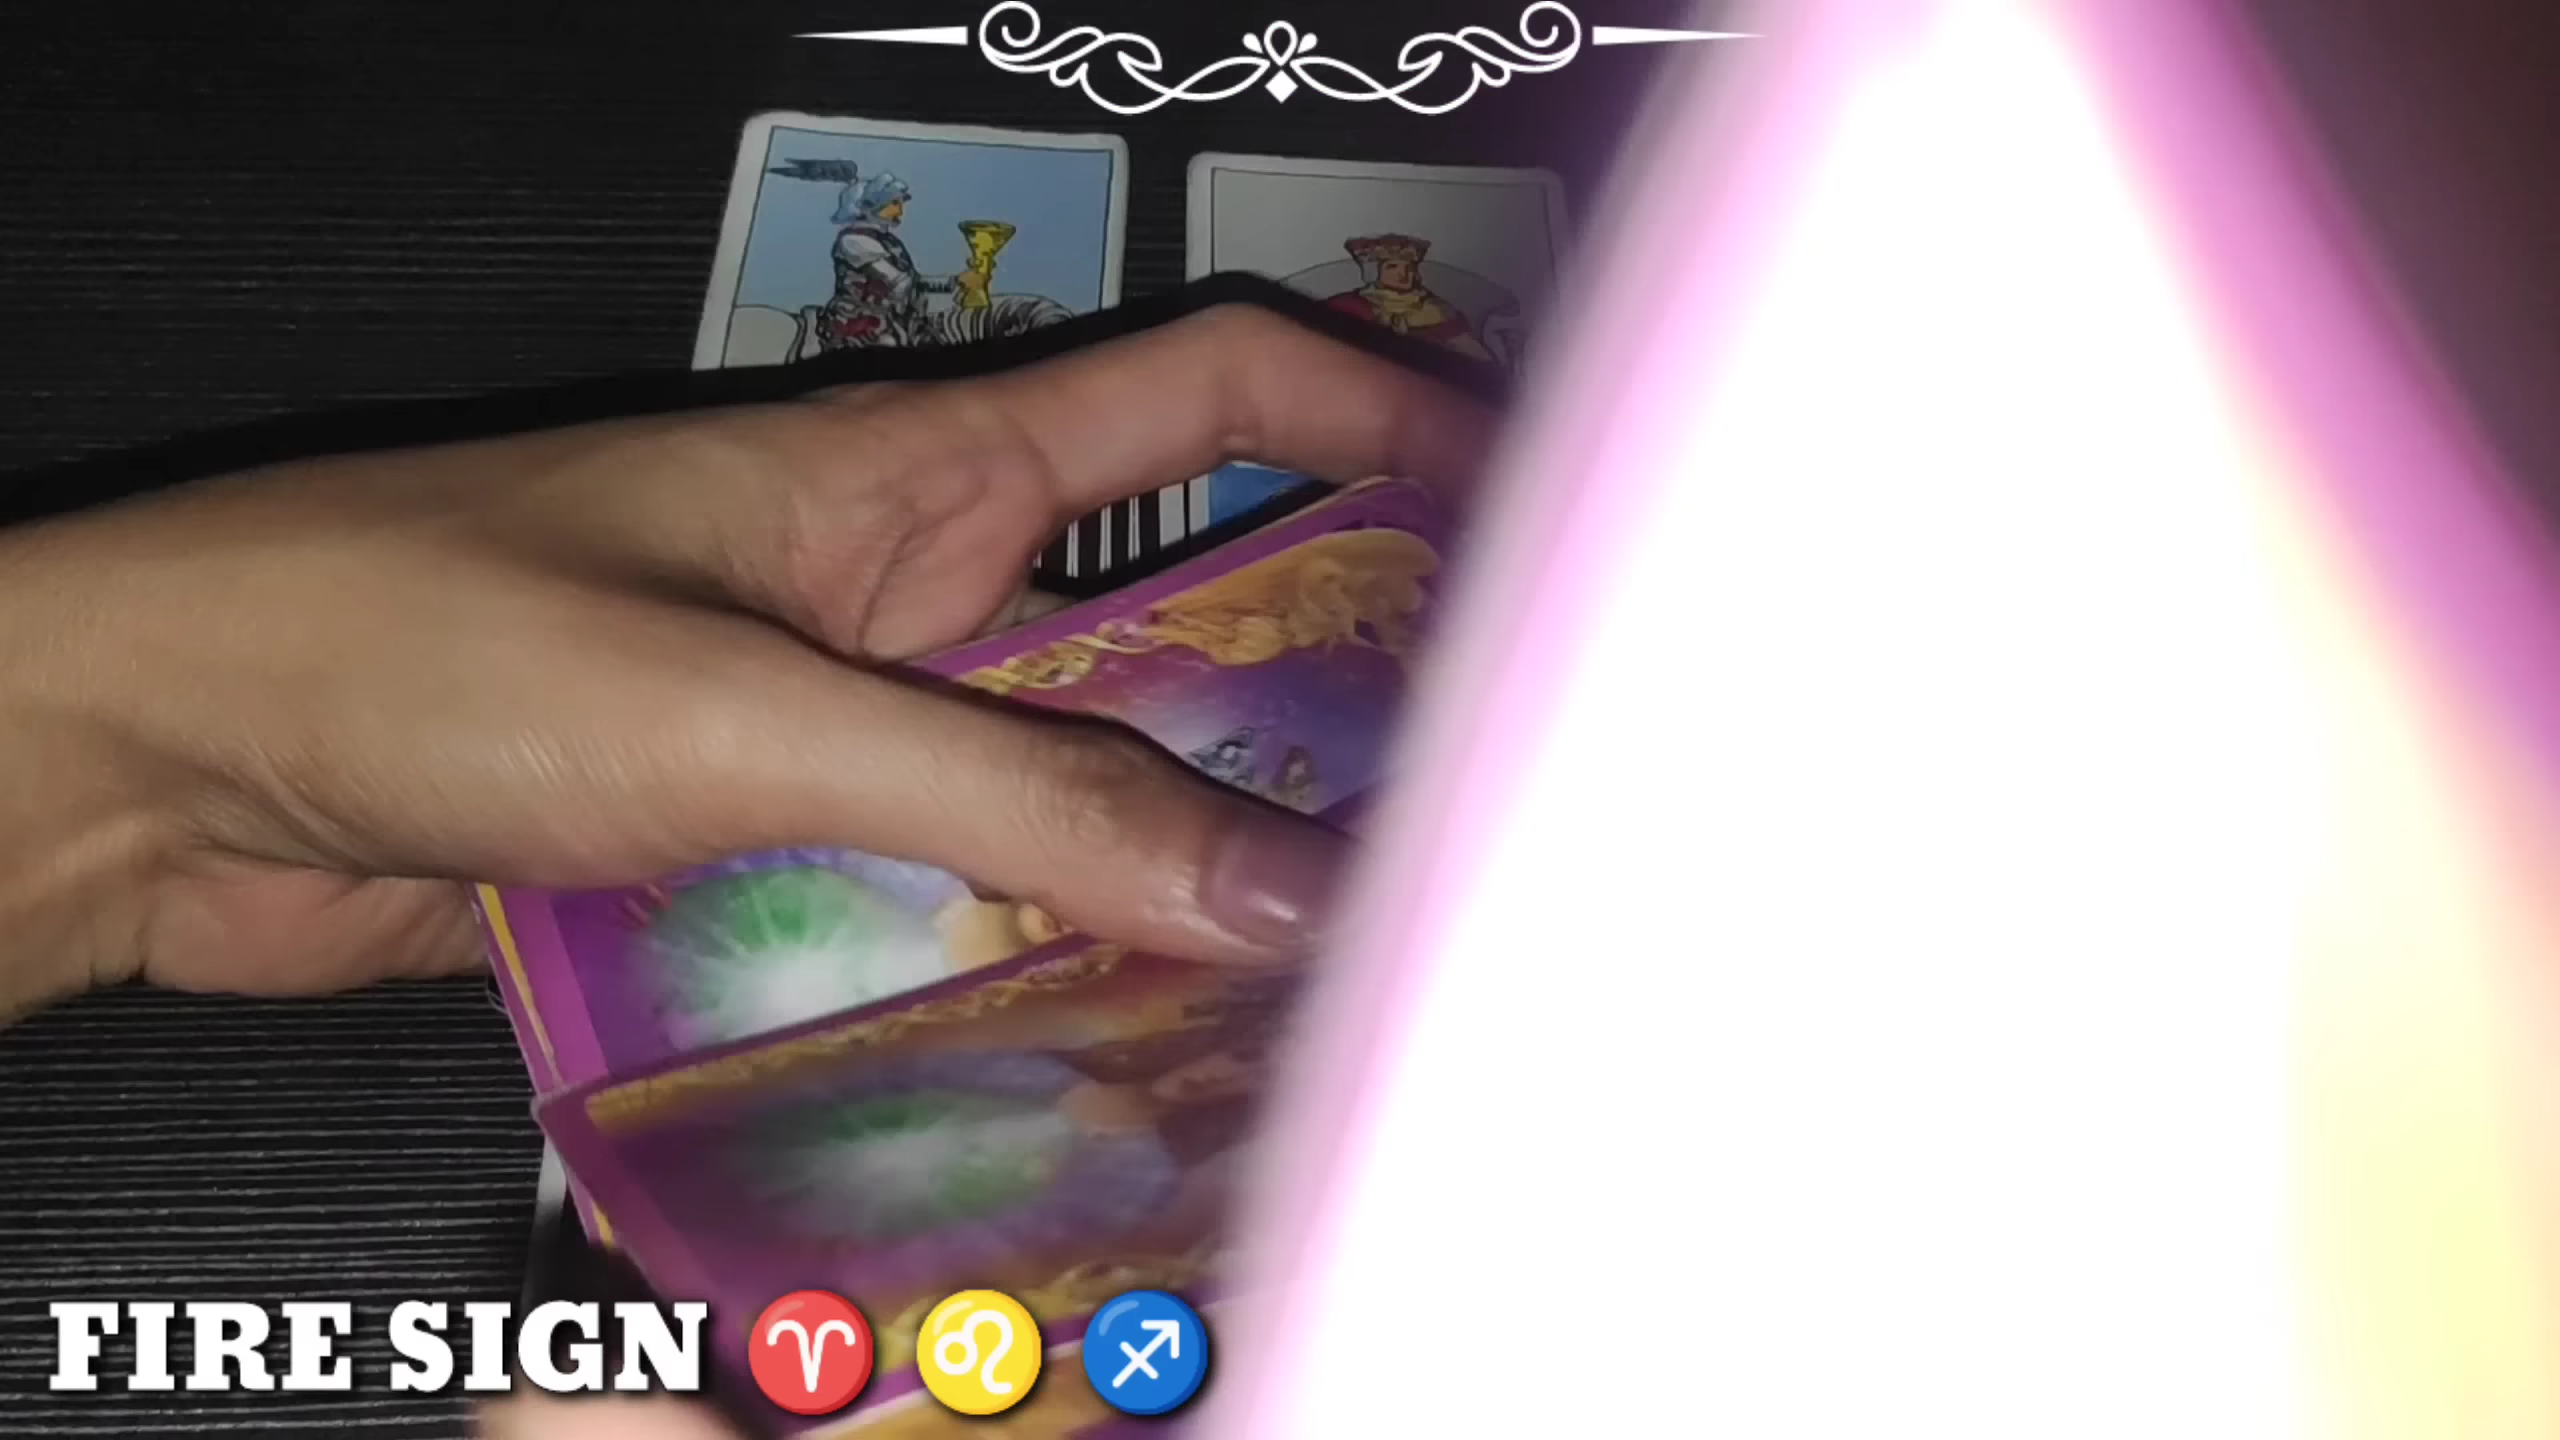 FIRE SIGN ♈ ♌ ♐